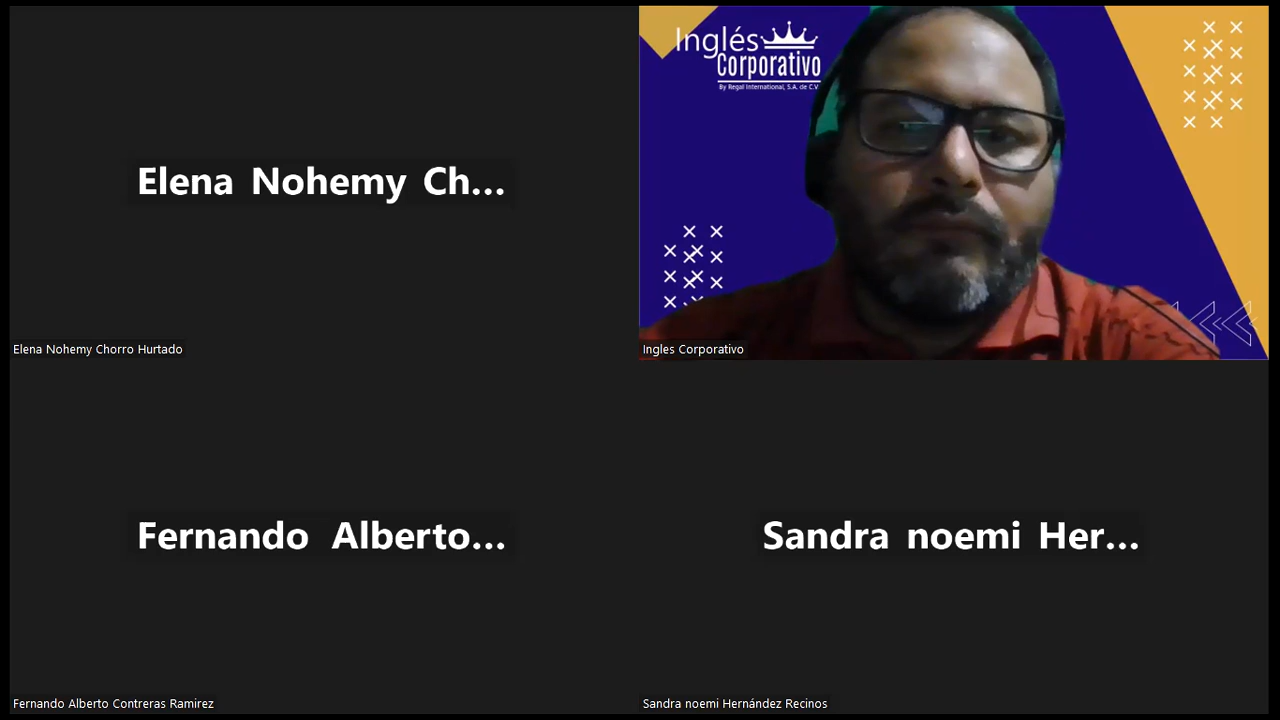 Elena Nohemy Ch...
Elena Nohemy Chorro Hurtado
Inglés
Corporativo
By Regal International, S.A. de C.V
Ingles Corporativo
Fernando Alberto...
Fernando Alberto Contreras Ramirez
Sandra noemi Her...
Sandra noemi Hernández Recinos